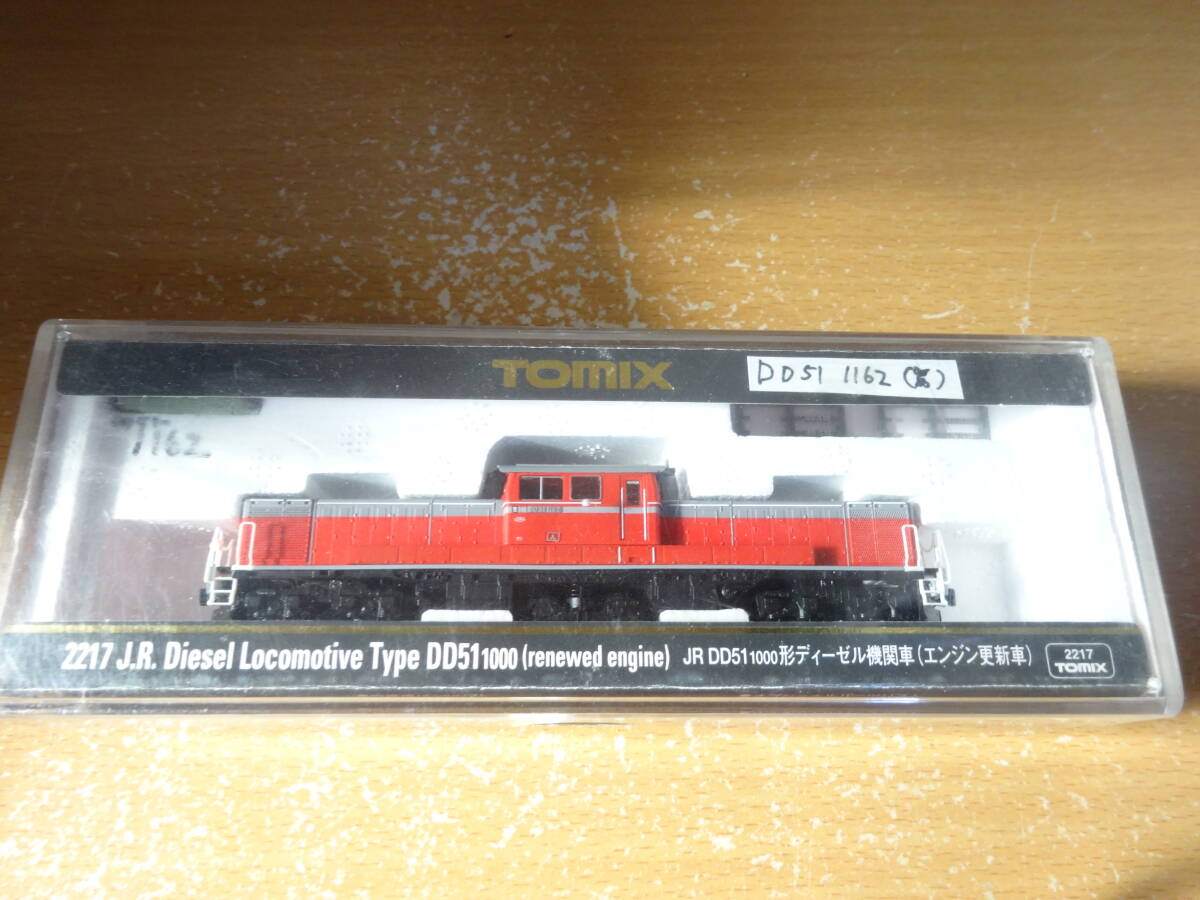 TOMIX
DD51 1162
1162
2217 J.R. Diesel Locomotive Type DD51 1000 (renewed engine) JR DD51 1000形ディーゼル機関車(エンジン更新車)
2217
TOMIX